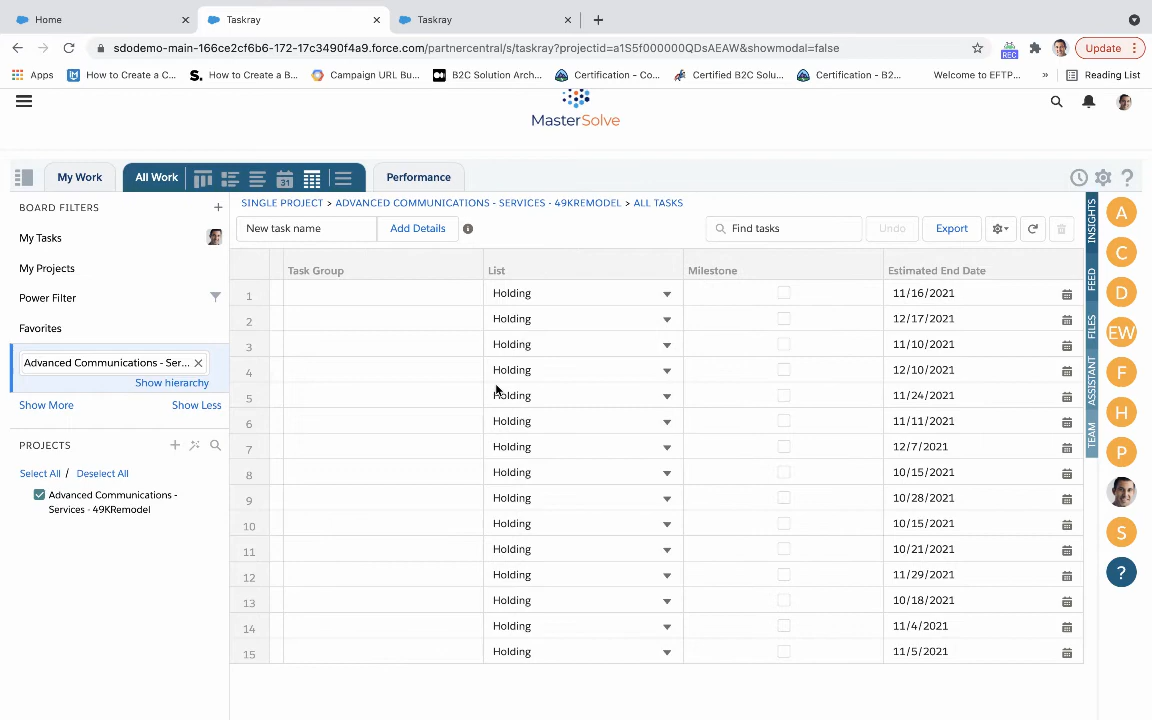 Home
Taskray
Taskray
sdodemo-main-166ce2cf6b6-172-17c3490f4a9.force.com/partnercentral/s/taskray?projectid=a1S5f000000QDsAEAW&showmodal=false
REC
Update
Apps
How to Create a C...
How to Create a B...
Campaign URL Bu...
B2C Solution Arch...
Certification - Co...
Certified B2C Solu...
Certification - B2...
Welcome to EFTP...
»
Reading List
MasterSolve
My Work
All Work
31
Performance
BOARD FILTERS
My Tasks
My Projects
Power Filter
Favorites
Advanced Communications - Ser...
Show hierarchy
Show More
Show Less
PROJECTS
Select All / Deselect All
Advanced Communications -
Services - 49KRemodel
SINGLE PROJECT > ADVANCED COMMUNICATIONS - SERVICES - 49KREMODEL > ALL TASKS
New task name
Add Details
Find tasks
Undo
Export
Task Group List Milestone Estimated End Date
1 Holding 11/16/2021
2 Holding 12/17/2021
3 Holding 11/10/2021
4 Holding 12/10/2021
5 Holding 11/24/2021
6 Holding 11/11/2021
7 Holding 12/7/2021
8 Holding 10/15/2021
9 Holding 10/28/2021
10 Holding 10/15/2021
11 Holding 10/21/2021
12 Holding 11/29/2021
13 Holding 10/18/2021
14 Holding 11/4/2021
15 Holding 11/5/2021
INSIGHTS
FEED
FILES
ASSISTANT
TEAM
A
C
D
EW
F
H
P
S
?